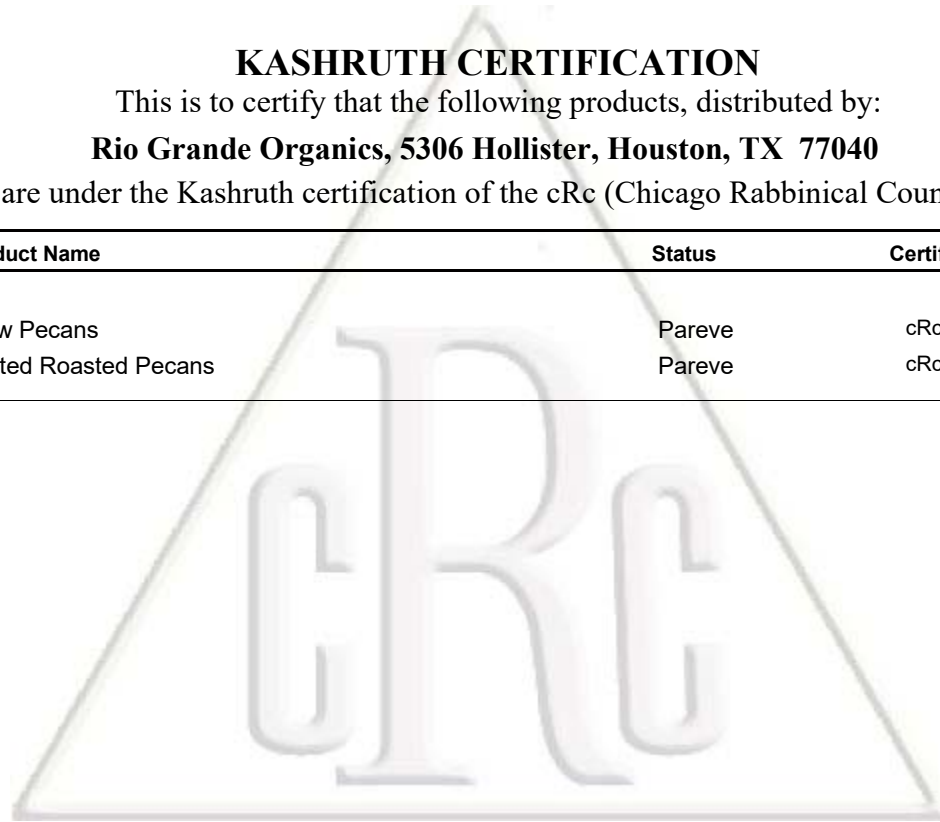 KASHRUTH CERTIFICATION
This is to certify that the following products, distributed by:
Rio Grande Organics, 5306 Hollister, Houston, TX 77040
are under the Kashruth certification of the cRc (Chicago Rabbinical Coun
duct Name Status Certif
w Pecans Pareve cRc
ted Roasted Pecans Pareve cRc
cRc